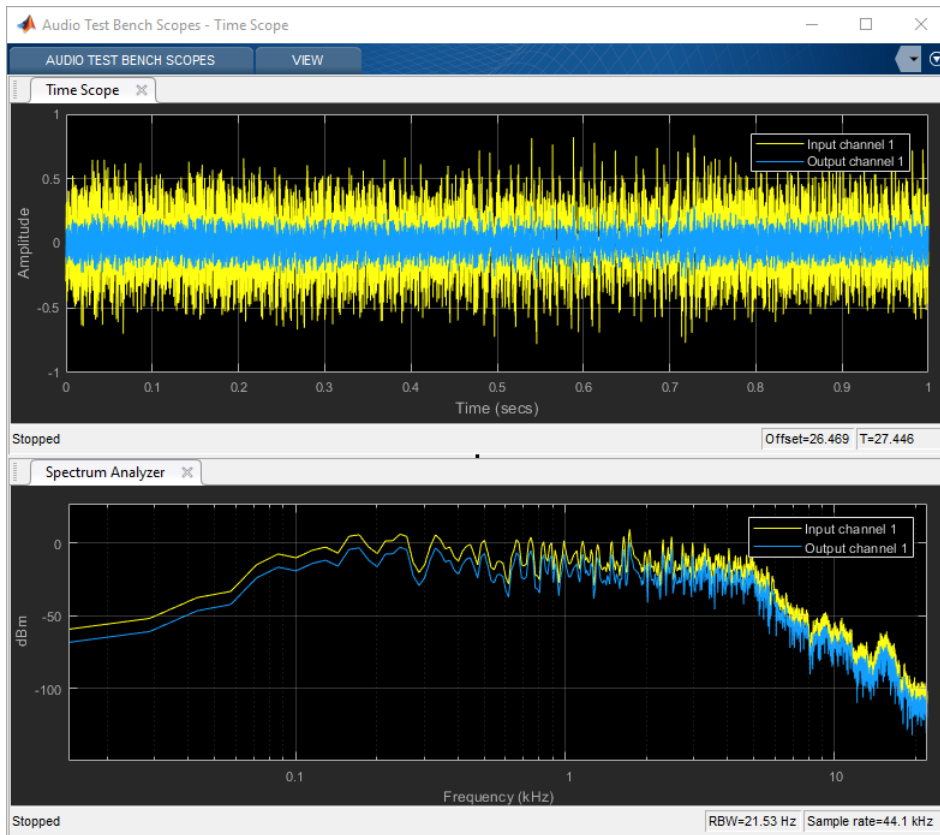 Audio Test Bench Scopes - Time Scope
AUDIO TEST BENCH SCOPES VIEW
Time Scope
1
0.5
0
-0.5
-1
Amplitude
Input channel 1
Output channel 1
0 0.1 0.2 0.3 0.4 0.5 0.6 0.7 0.8 0.9 1
Time (secs)
Stopped Offset=26.469 T=27.446
Spectrum Analyzer
0
-50
-100
dBm
Input channel 1
Output channel 1
0.1 1 10
Frequency (kHz)
Stopped RBW=21.53 Hz Sample rate=44.1 kHz